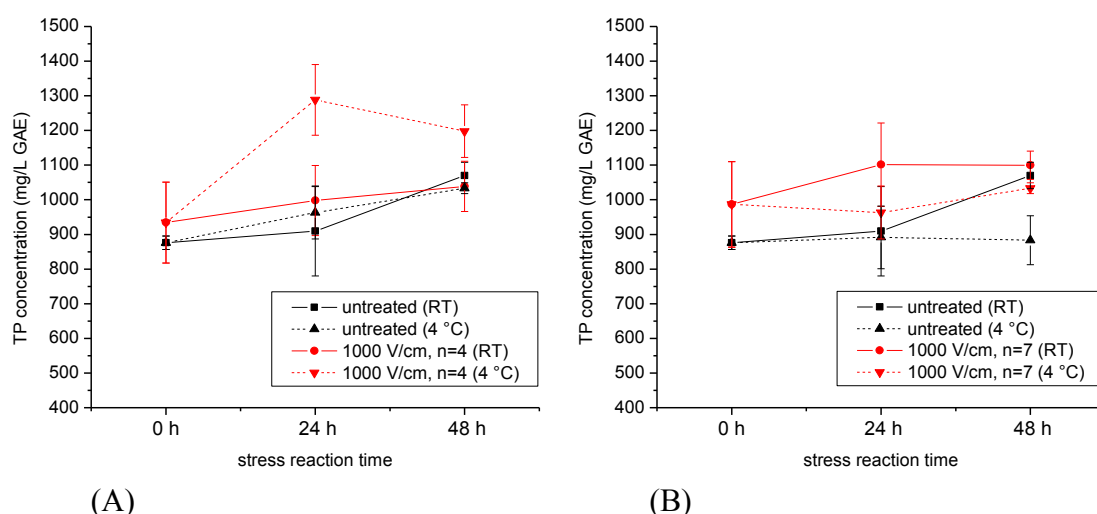 1500
1400
1300
1200
1100
1000
900
800
700
600
500
400
TP concentration (mg/L GAE)
untreated (RT)
untreated (4 °C)
1000 V/cm, n=4 (RT)
1000 V/cm, n=4 (4 °C)
0 h 24 h 48 h
stress reaction time
(A)
1500
1400
1300
1200
1100
1000
900
800
700
600
500
400
TP concentration (mg/L GAE)
untreated (RT)
untreated (4 °C)
1000 V/cm, n=7 (RT)
1000 V/cm, n=7 (4 °C)
0 h 24 h 48 h
stress reaction time
(B)